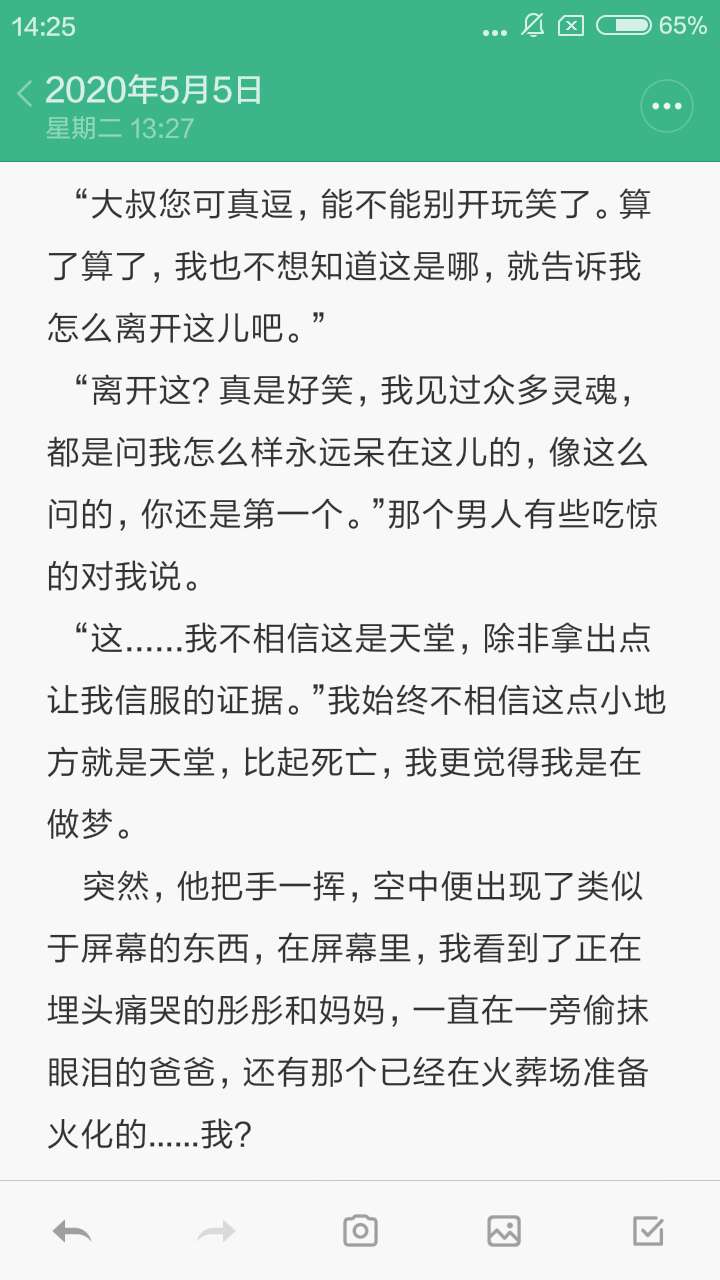 14:25
65%
2020年5月5日
星期二 13:27
“大叔您可真逗，能不能别开玩笑了。算
了算了，我也不想知道这是哪，就告诉我
怎么离开这儿吧。”
“离开这？真是好笑，我见过众多灵魂，
都是问我怎么样永远呆在这儿的，像这么
问的，你还是第一个。”那个男人有些吃惊
的对我说。
“这......我不相信这是天堂，除非拿出点
让我信服的证据。”我始终不相信这点小地
方就是天堂，比起死亡，我更觉得我是在
做梦。
突然，他把手一挥，空中便出现了类似
于屏幕的东西，在屏幕里，我看到了正在
埋头痛哭的彤彤和妈妈，一直在一旁偷抹
眼泪的爸爸，还有那个已经在火葬场准备
火化的......我？